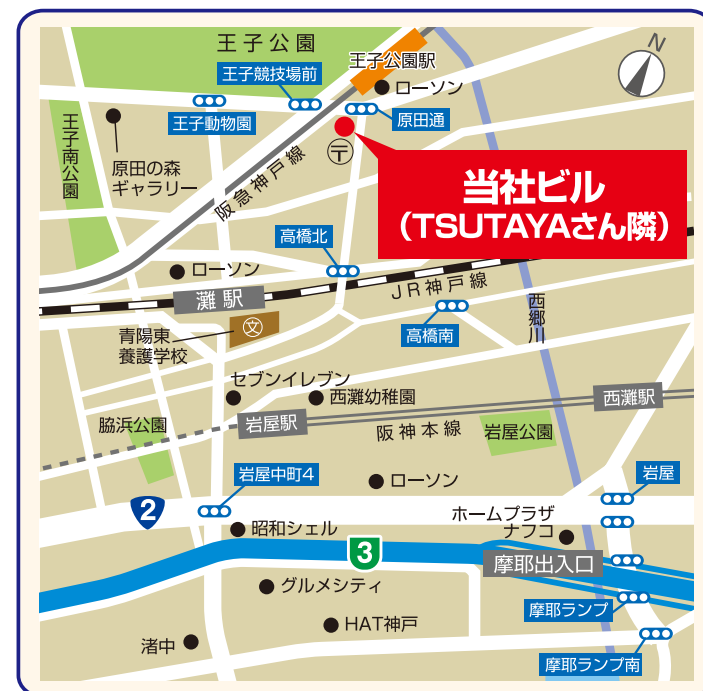 王子公園
N
王子公園駅
王子競技場前
ローソン
王子動物園
原田通
王子南公園
原田の森
ギャラリー
〒
阪急神戸線
当社ビル
（TSUTAYAさん隣）
高橋北
ローソン
JR神戸線
灘駅
西郷川
文
高橋南
青陽東
養護学校
セブンイレブン
西灘幼稚園
西灘駅
脇浜公園
岩屋駅
阪神本線
岩屋公園
岩屋中町4
岩屋
ローソン
2
ホームプラザ
ナフコ
昭和シェル
3
摩耶出入口
グルメシティ
摩耶ランプ
HAT神戸
渚中
摩耶ランプ南